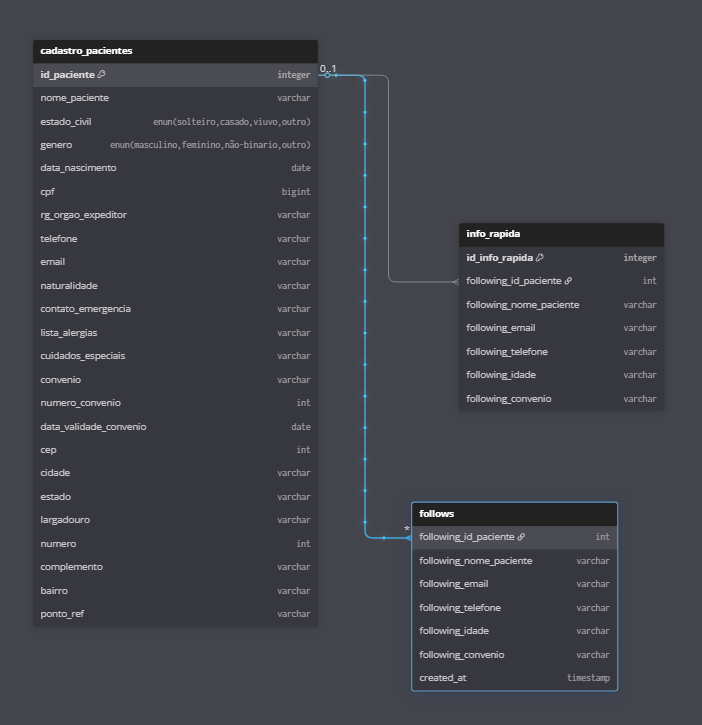 cadastro_pacientes
id_paciente integer
nome_paciente varchar
estado_civil enun(solteiro,casado,viuvo,outro)
genero enun(masculino,feminino,não-binario,outro)
data_nascimento date
cpf bigint
rg_orgao_expeditor varchar
telefone varchar
email varchar
naturalidade varchar
contato_emergencia varchar
lista_alergias varchar
cuidados_especiais varchar
convenio varchar
numero_convenio int
data_validade_convenio date
cep int
cidade varchar
estado varchar
largadouro varchar
numero int
complemento varchar
bairro varchar
ponto_ref varchar
0..1
info_rapida
id_info_rapida integer
following_id_paciente int
following_nome_paciente varchar
following_email varchar
following_telefone varchar
following_idade varchar
following_convenio varchar
*
follows
following_id_paciente int
following_nome_paciente varchar
following_email varchar
following_telefone varchar
following_idade varchar
following_convenio varchar
created_at timestamp